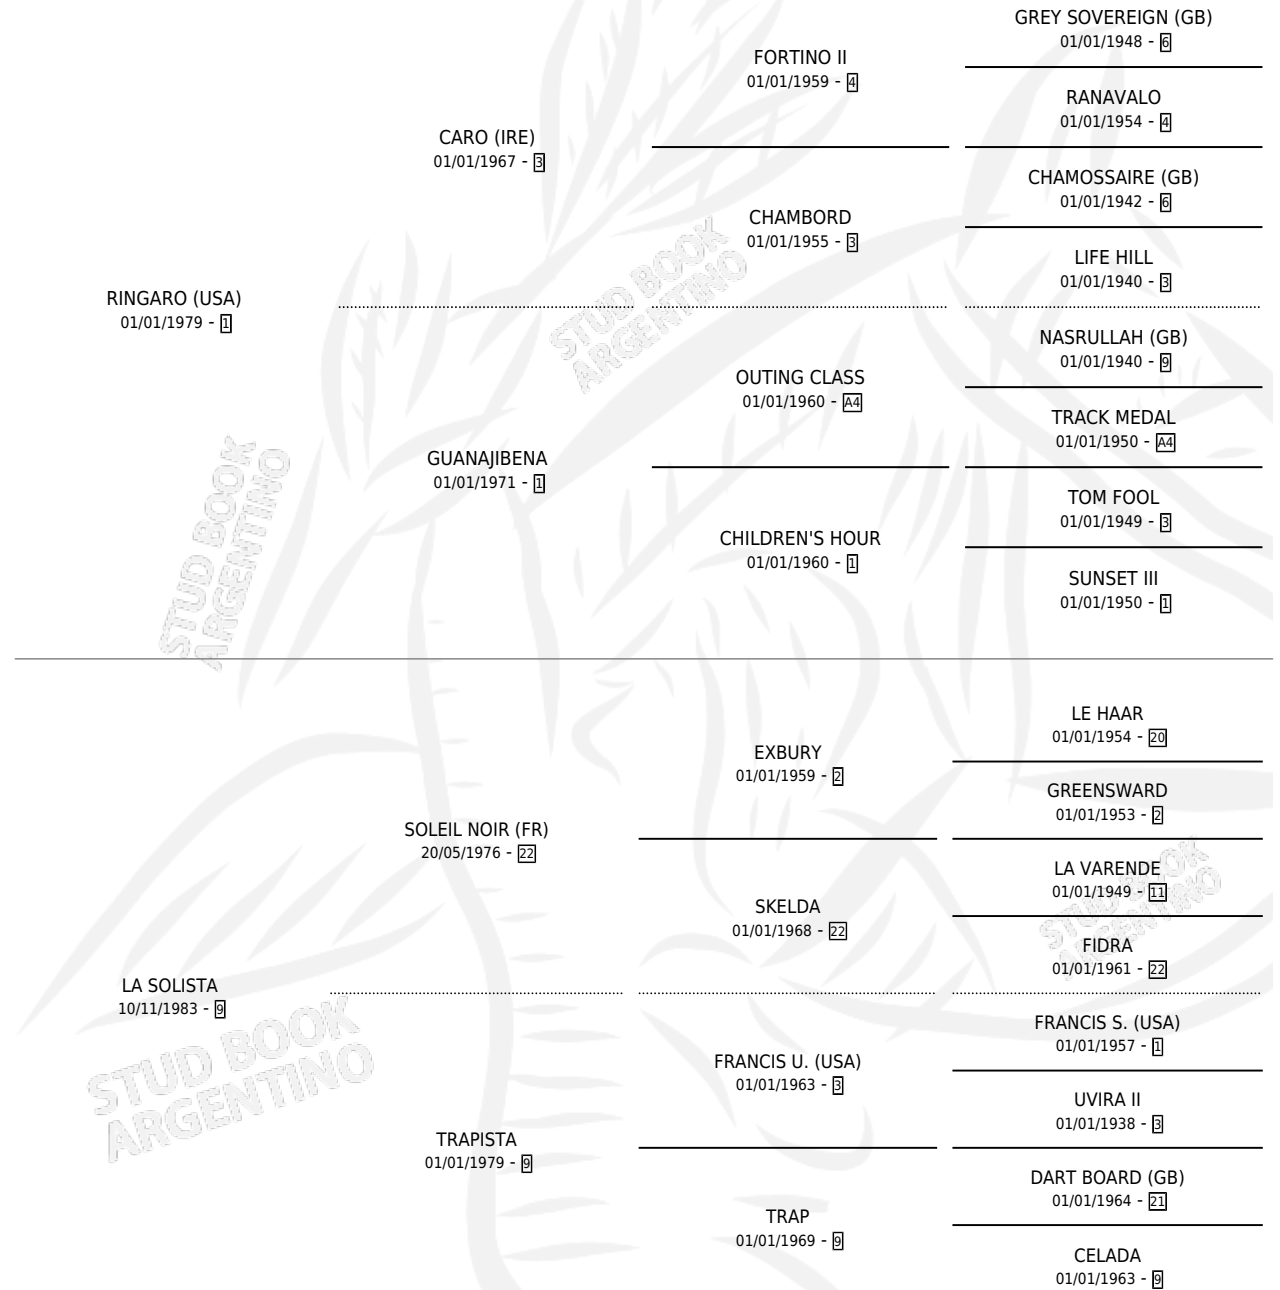 GREY SOVEREIGN (GB)
01/01/1948 - 6
FORTINO II
01/01/1959 - 4
RANAVALO
01/01/1954 - 4
CARO (IRE)
01/01/1967 - 3
CHAMOSSAIRE (GB)
01/01/1942 - 6
CHAMBORD
01/01/1955 - 3
LIFE HILL
01/01/1940 - 3
RINGARO (USA)
01/01/1979 - 1
STUD BOOK
ARGENTINO
NASRULLAH (GB)
01/01/1940 - 9
OUTING CLASS
01/01/1960 - A4
TRACK MEDAL
01/01/1950 - A4
GUANAJIBENA
01/01/1971 - 1
TOM FOOL
01/01/1949 - 3
CHILDREN'S HOUR
01/01/1960 - 1
SUNSET III
01/01/1950 - 1
STUD BOOK
ARGENTINO
LE HAAR
01/01/1954 - 20
EXBURY
01/01/1959 - 2
GREENSWARD
01/01/1953 - 2
SOLEIL NOIR (FR)
20/05/1976 - 22
LA VARENDE
01/01/1949 - 11
STUD BOOK
ARGENTINO
SKELDA
01/01/1968 - 22
FIDRA
01/01/1961 - 22
LA SOLISTA
10/11/1983 - 9
STUD BOOK
ARGENTINO
FRANCIS S. (USA)
01/01/1957 - 1
FRANCIS U. (USA)
01/01/1963 - 3
UVIRA II
01/01/1938 - 3
TRAPISTA
01/01/1979 - 9
DART BOARD (GB)
01/01/1964 - 21
TRAP
01/01/1969 - 9
CELADA
01/01/1963 - 9